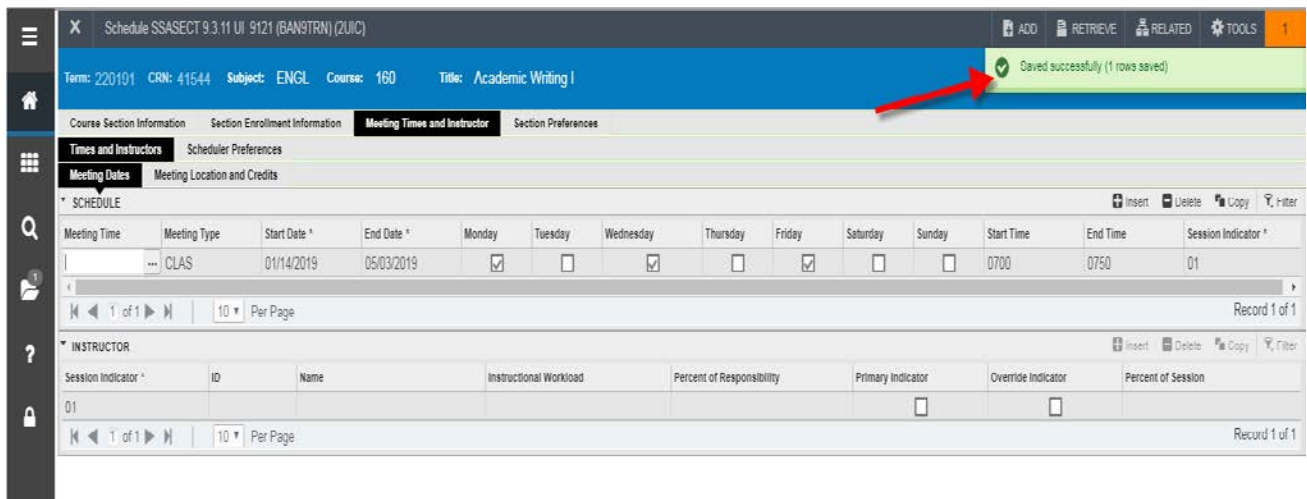 X Schedule SSASECT 9.3.11 UI 9121 (BAN9TRN) (2UIC) ADD RETRIEVE RELATED TOOLS 1
Saved successfully (1 rows saved)
Term: 220191 CRN: 41544 Subject: ENGL Course: 160 Title: Academic Writing I
Course Section Information Section Enrollment Information Meeting Times and Instructor Section Preferences
Times and Instructors Scheduler Preferences
Meeting Dates Meeting Location and Credits
SCHEDULE Insert Delete Copy Filter
Meeting Time Meeting Type Start Date * End Date * Monday Tuesday Wednesday Thursday Friday Saturday Sunday Start Time End Time Session Indicator *
... CLAS 01/14/2019 05/03/2019 0700 0750 01
1 of 1 10 Per Page Record 1 of 1
1
?
INSTRUCTOR Insert Delete Copy Filter
Session Indicator * ID Name Instructional Workload Percent of Responsibility Primary Indicator Override Indicator Percent of Session
01
1 of 1 10 Per Page Record 1 of 1